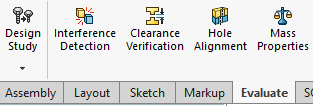 Design Study
Interference Detection
Clearance Verification
Hole Alignment
Mass Properties
Assembly Layout Sketch Markup Evaluate